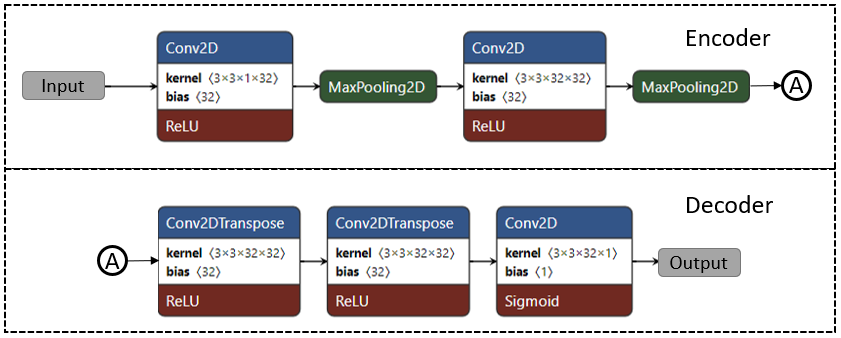 Encoder
Input
Conv2D
kernel ⟨3×3×1×32⟩
bias ⟨32⟩
ReLU
MaxPooling2D
Conv2D
kernel ⟨3×3×32×32⟩
bias ⟨32⟩
ReLU
MaxPooling2D
A
Decoder
A
Conv2DTranspose
kernel ⟨3×3×32×32⟩
bias ⟨32⟩
ReLU
Conv2DTranspose
kernel ⟨3×3×32×32⟩
bias ⟨32⟩
ReLU
Conv2D
kernel ⟨3×3×32×1⟩
bias ⟨1⟩
Sigmoid
Output